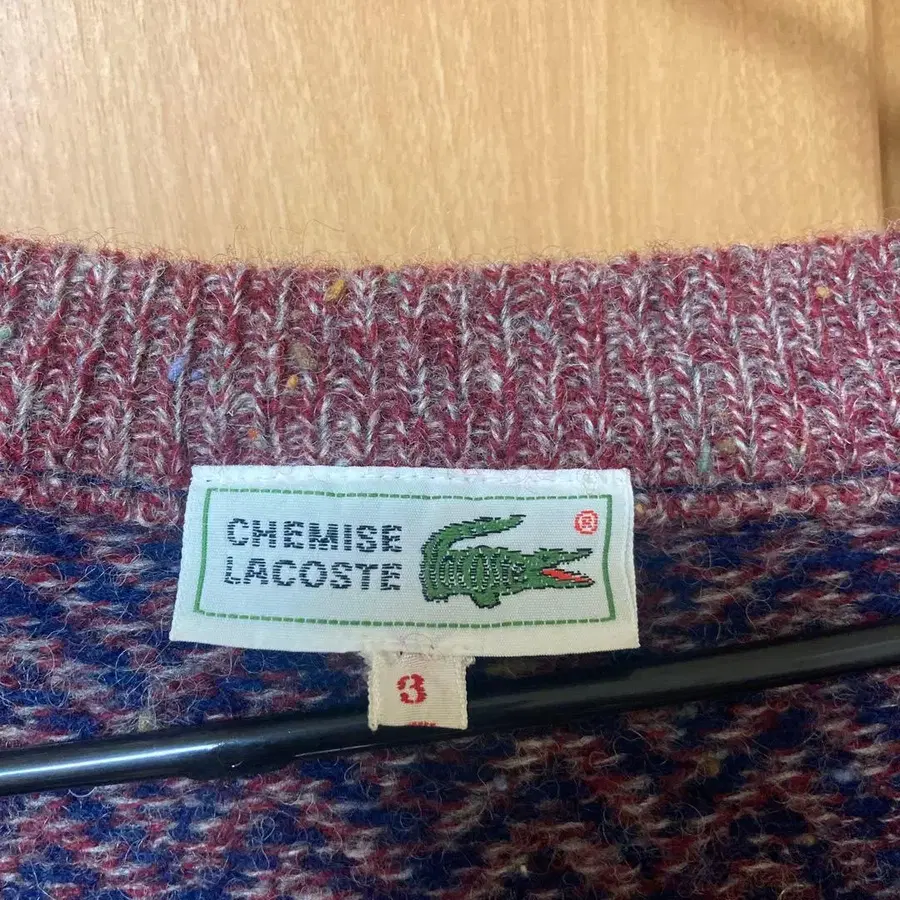 CHEMISE
LACOSTE
®
3